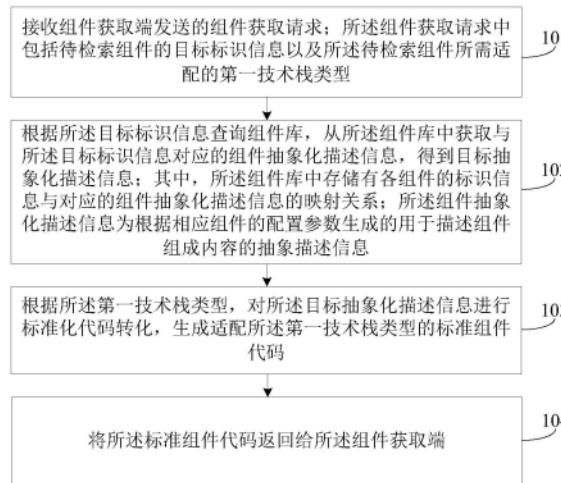 接收组件获取端发送的组件获取请求；所述组件获取请求中
包括待检索组件的目标标识信息以及所述待检索组件所需适
配的第一技术栈类型
10
根据所述目标标识信息查询组件库，从所述组件库中获取与
所述目标标识信息对应的组件抽象化描述信息，得到目标抽
象化描述信息；其中，所述组件库中存储有各组件的标识信
息与对应的组件抽象化描述信息的映射关系；所述组件抽象
化描述信息为根据相应组件的配置参数生成的用于描述组件
组成内容的抽象描述信息
10
根据所述第一技术栈类型，对所述目标抽象化描述信息进行
标准化代码转化，生成适配所述第一技术栈类型的标准组件
代码
10
将所述标准组件代码返回给所述组件获取端
10